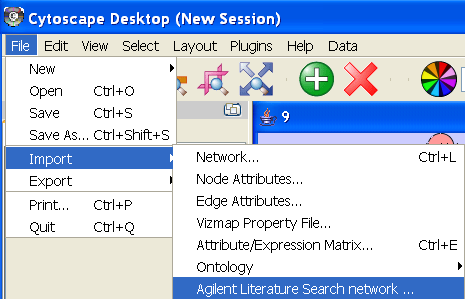 Cytoscape Desktop (New Session)
File Edit View Select Layout Plugins Help Data
New
Open Ctrl+O
Save Ctrl+S
Save As... Ctrl+Shift+S
9
Import
Export
Print... Ctrl+P
Quit Ctrl+Q
Network... Ctrl+L
Node Attributes...
Edge Attributes...
Vizmap Property File...
Attribute/Expression Matrix... Ctrl+E
Ontology
Agilent Literature Search network ...